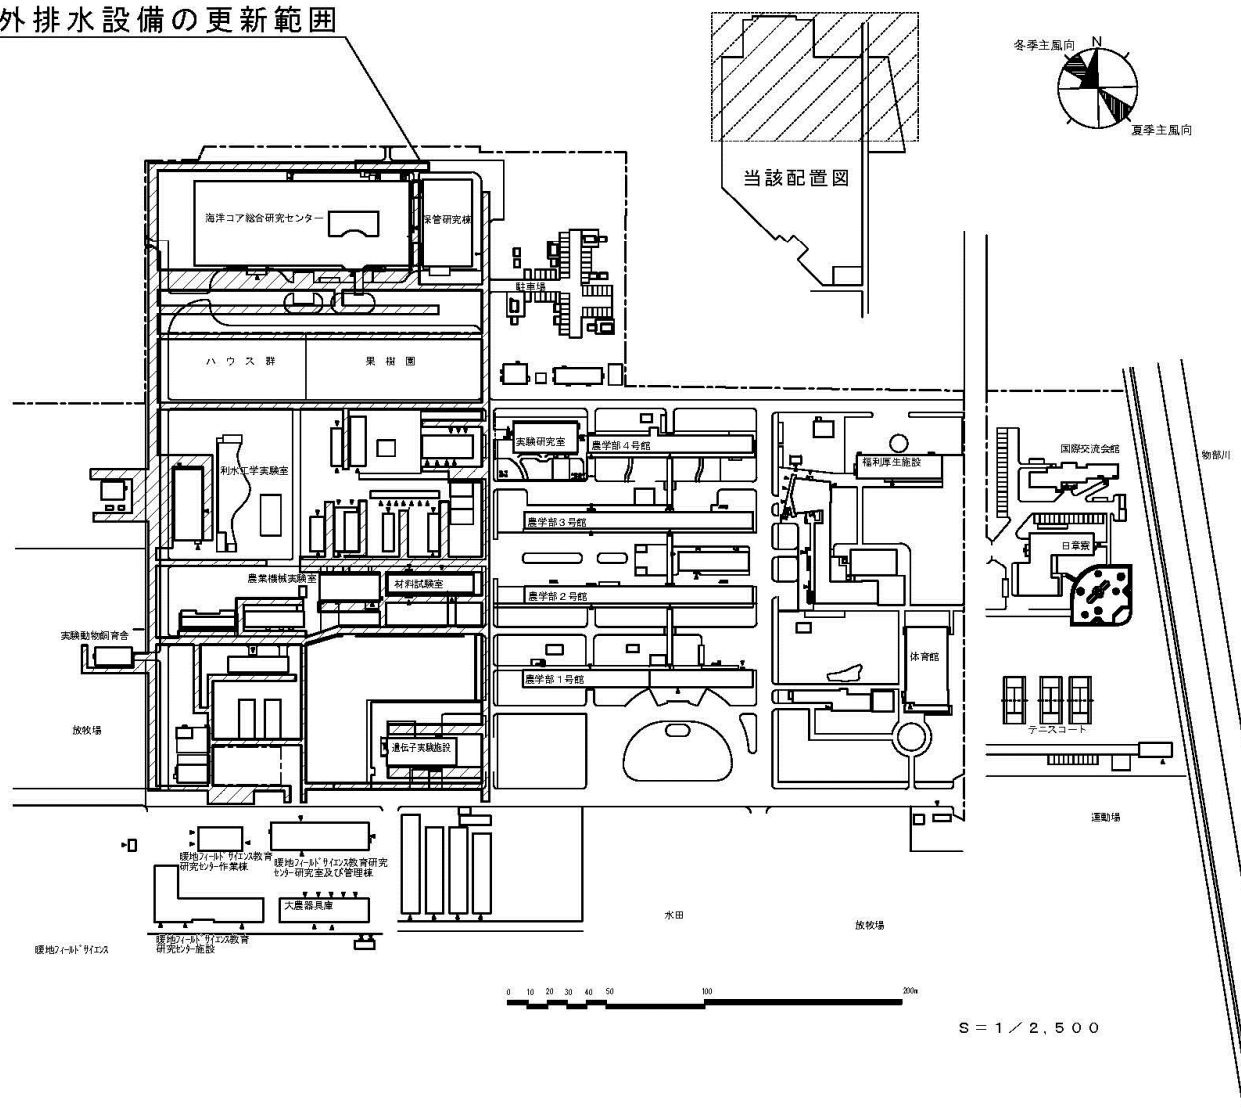 外排水設備の更新範囲
冬季主風向
N
夏季主風向
当該配置図
海洋コア総合研究センター
保管研究棟
駐車場
ハウス群
果樹園
実験研究室
農学部4号館
福利厚生施設
国際交流会館
物部川
利水工学実験室
農学部3号館
日章寮
農業機械実験室
材料試験室
農学部2号館
実験動物飼育舎
体育館
農学部1号館
放牧場
テニスコート
遺伝子実験施設
運動場
暖地フィールドサイエンス教育
研究センター作業棟
暖地フィールドサイエンス教育研究
センター研究室及び管理棟
大農器具庫
水田
放牧場
暖地フィールドサイエンス教育
研究センター施設
暖地フィールドサイエンス
0 10 20 30 40 50 100 200m
S=1/2,500